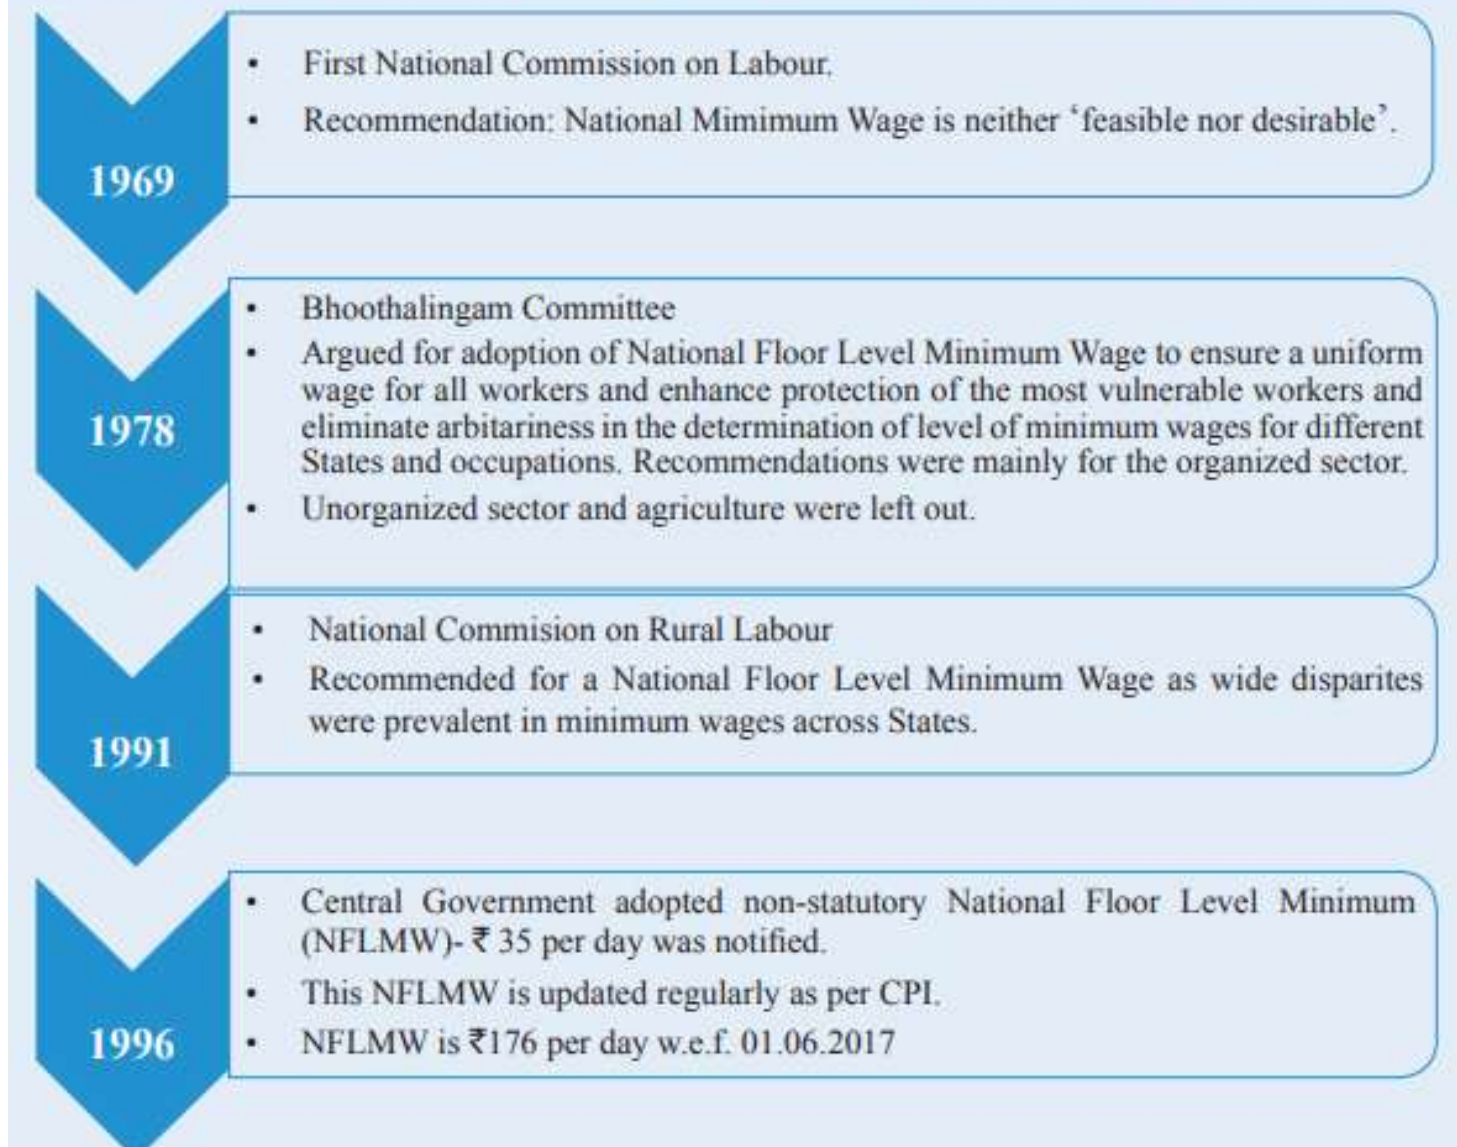 • First National Commission on Labour.
• Recommendation: National Mimimum Wage is neither ‘feasible nor desirable’.
1969
• Bhoothalingam Committee
• Argued for adoption of National Floor Level Minimum Wage to ensure a uniform
wage for all workers and enhance protection of the most vulnerable workers and
eliminate arbitariness in the determination of level of minimum wages for different
States and occupations. Recommendations were mainly for the organized sector.
• Unorganized sector and agriculture were left out.
1978
• National Commision on Rural Labour
• Recommended for a National Floor Level Minimum Wage as wide disparites
were prevalent in minimum wages across States.
1991
• Central Government adopted non-statutory National Floor Level Minimum
(NFLMW)- ₹ 35 per day was notified.
• This NFLMW is updated regularly as per CPI.
• NFLMW is ₹176 per day w.e.f. 01.06.2017
1996